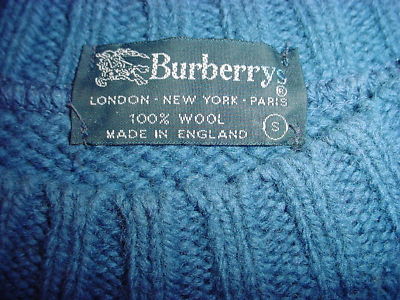 Burberrys®
LONDON - NEW YORK - PARIS
100% WOOL
MADE IN ENGLAND S